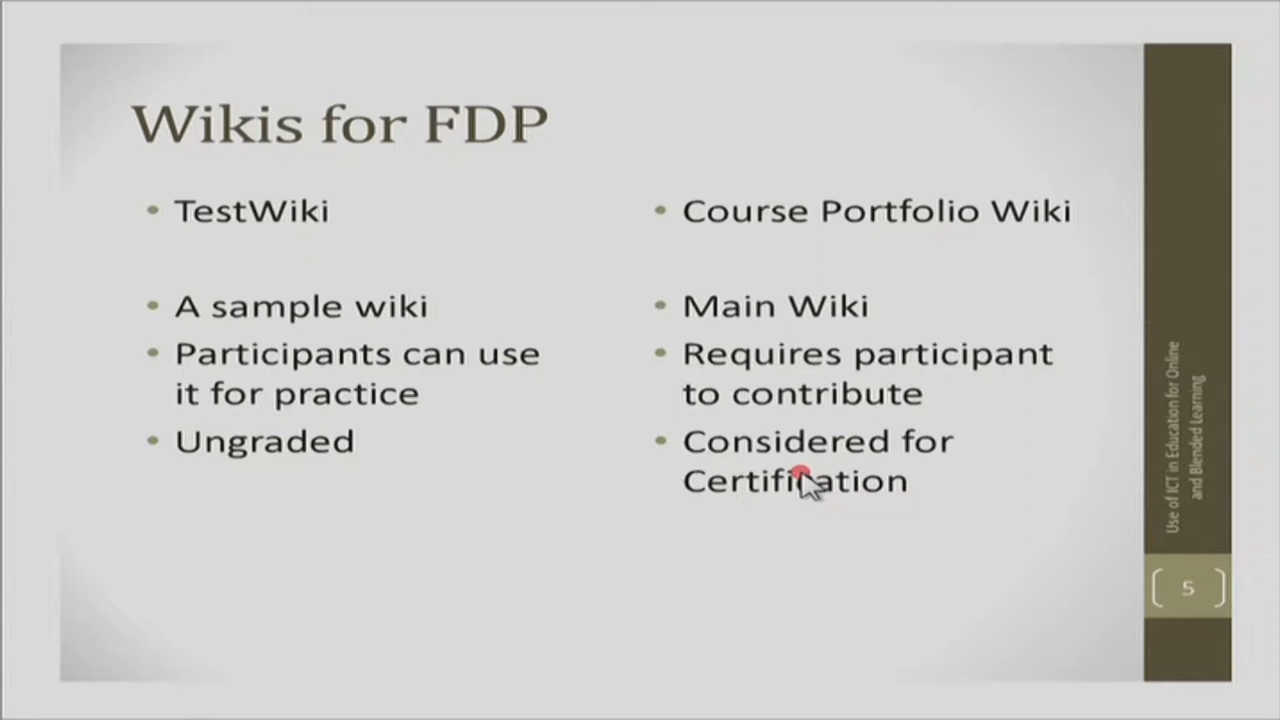 Wikis for FDP
• TestWiki
• A sample wiki
• Participants can use
it for practice
• Ungraded
• Course Portfolio Wiki
• Main Wiki
• Requires participant
to contribute
• Considered for
Certification
Use of ICT in Education for Online
and Blended Learning
5